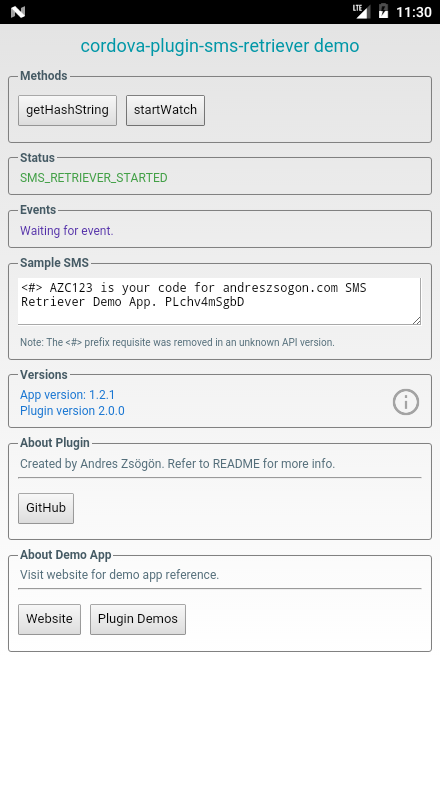 LTE 11:30
cordova-plugin-sms-retriever demo
Methods
getHashString startWatch
Status
SMS_RETRIEVER_STARTED
Events
Waiting for event.
Sample SMS
<#> AZC123 is your code for andreszsogon.com SMS
Retriever Demo App. PLchv4mSgbD
Note: The <#> prefix requisite was removed in an unknown API version.
Versions
App version: 1.2.1
Plugin version 2.0.0
About Plugin
Created by Andres Zsögön. Refer to README for more info.
GitHub
About Demo App
Visit website for demo app reference.
Website Plugin Demos